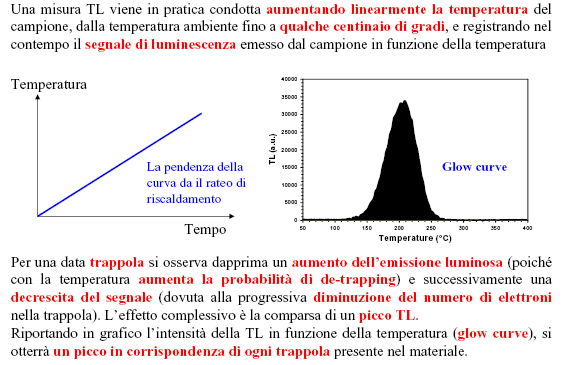 Una misura TL viene in pratica condotta aumentando linearmente la temperatura del
campione, dalla temperatura ambiente fino a qualche centinaio di gradi, e registrando nel
contempo il segnale di luminescenza emesso dal campione in funzione della temperatura
Temperatura
La pendenza della
curva da il rateo di
riscaldamento
Tempo
40000
35000
30000
25000
20000
15000
10000
5000
0
TL (a.u.)
Glow curve
50 100 150 200 250 300 350 400
Temperature (°C)
Per una data trappola si osserva dapprima un aumento dell'emissione luminosa (poiché
con la temperatura aumenta la probabilità di de-trapping) e successivamente una
decrescita del segnale (dovuta alla progressiva diminuzione del numero di elettroni
nella trappola). L'effetto complessivo è la comparsa di un picco TL.
Riportando in grafico l'intensità della TL in funzione della temperatura (glow curve), si
otterrà un picco in corrispondenza di ogni trappola presente nel materiale.